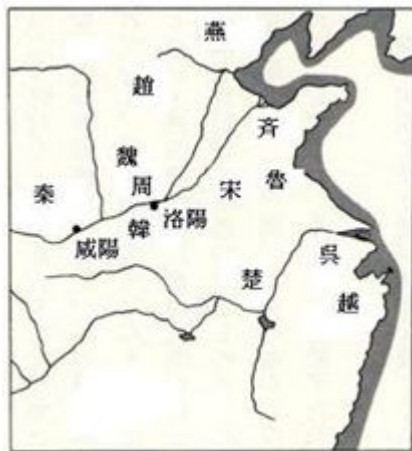 燕
趙
斉
魏
周
宋
魯
秦
韓
洛陽
咸陽
呉
楚
越